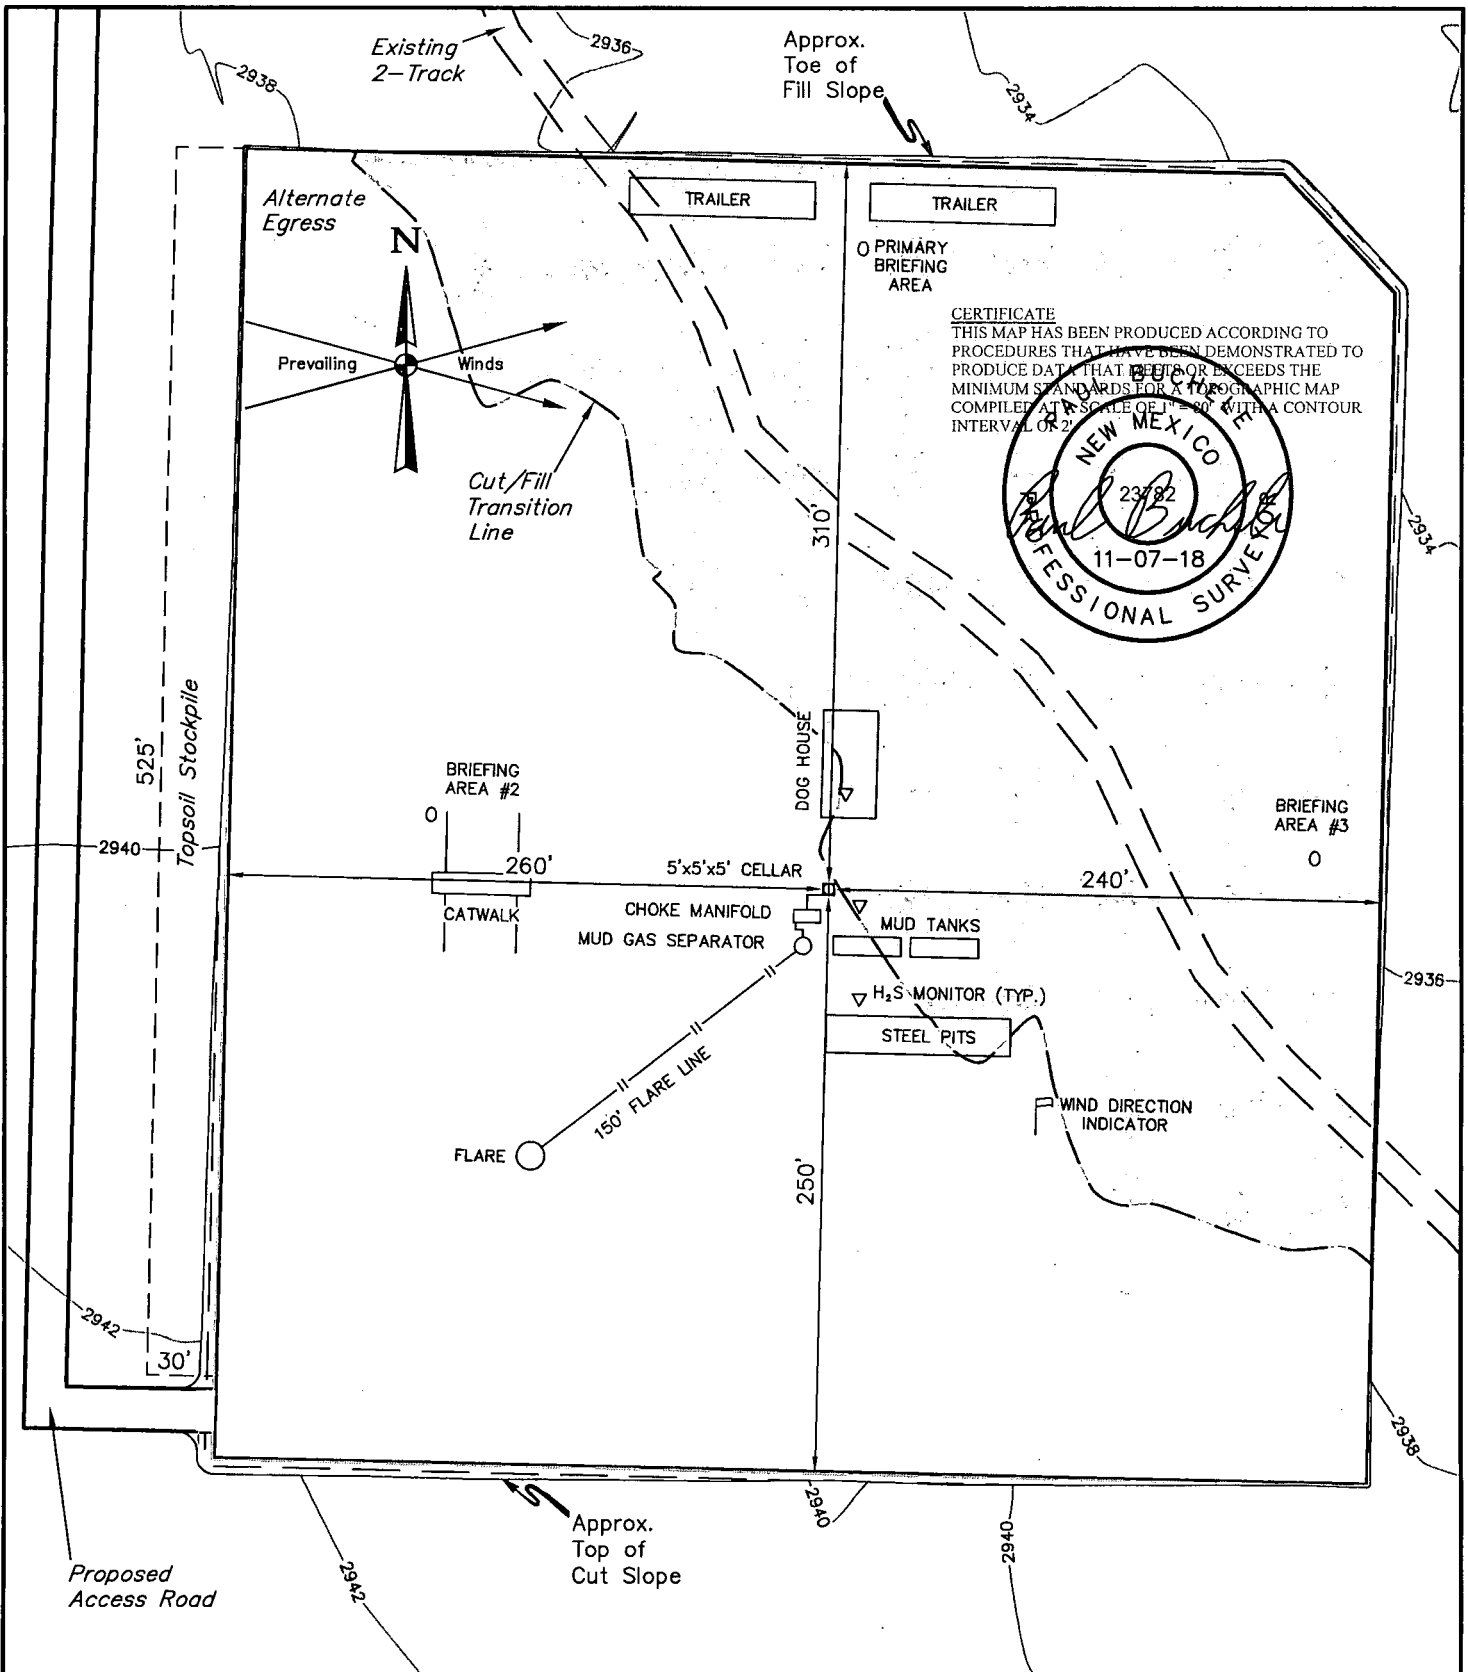 Existing
2-Track
2936
Approx.
Toe of
Fill Slope
2938
2934
Alternate
Egress
N
TRAILER
TRAILER
PRIMARY
BRIEFING
AREA
CERTIFICATE
THIS MAP HAS BEEN PRODUCED ACCORDING TO
PROCEDURES THAT HAVE BEEN DEMONSTRATED TO
PRODUCE DATA THAT MEETS OR EXCEEDS THE
MINIMUM STANDARDS FOR A TOPOGRAPHIC MAP
COMPILED AT A SCALE OF 1" = 80' WITH A CONTOUR
INTERVAL OF 2'
Prevailing Winds
PAUL BUCHELE
NEW MEXICO
23782
11-07-18
PROFESSIONAL SURVEYOR
Cut/Fill
Transition
Line
310'
2934
525'
Topsoil Stockpile
DOG HOUSE
BRIEFING
AREA #2
BRIEFING
AREA #3
2940
260'
5'x5'x5' CELLAR
240'
CATWALK
CHOKE MANIFOLD
MUD GAS SEPARATOR
MUD TANKS
2936
H₂S MONITOR (TYP.)
STEEL PITS
150' FLARE LINE
WIND DIRECTION
INDICATOR
FLARE
250'
2942
30'
2938
2940
2940
2942
Approx.
Top of
Cut Slope
Proposed
Access Road